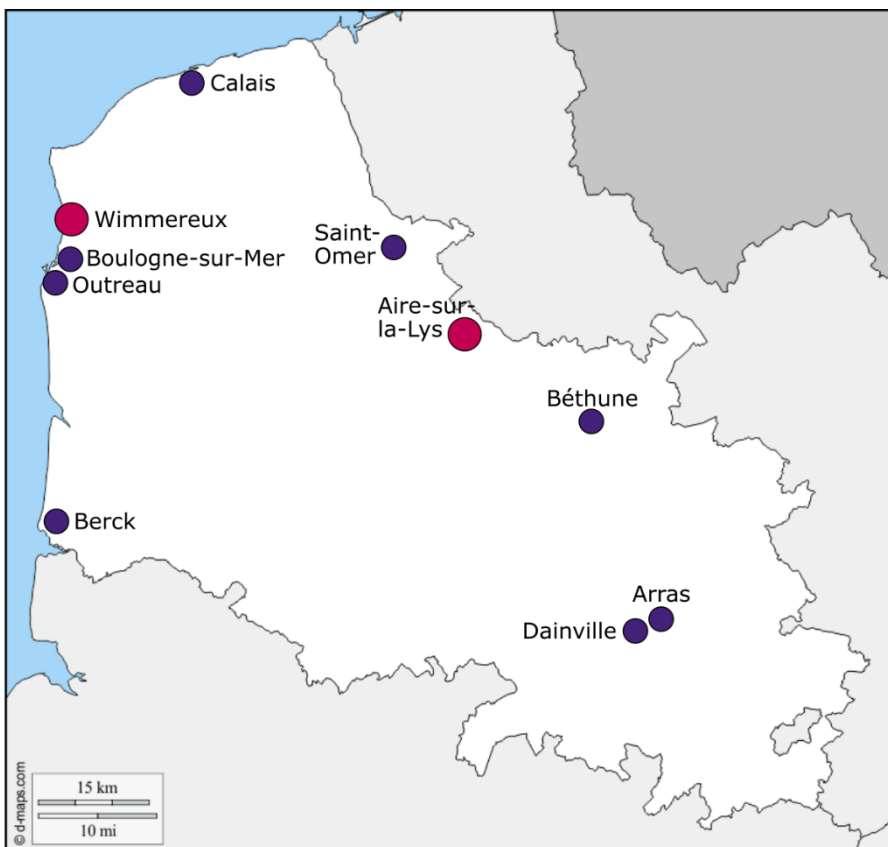 Calais
Wimmereux
Saint-
Omer
Boulogne-sur-Mer
Outreau
Aire-sur-
la-Lys
Béthune
Berck
Arras
Dainville
15 km
10 mi
© d-maps.com